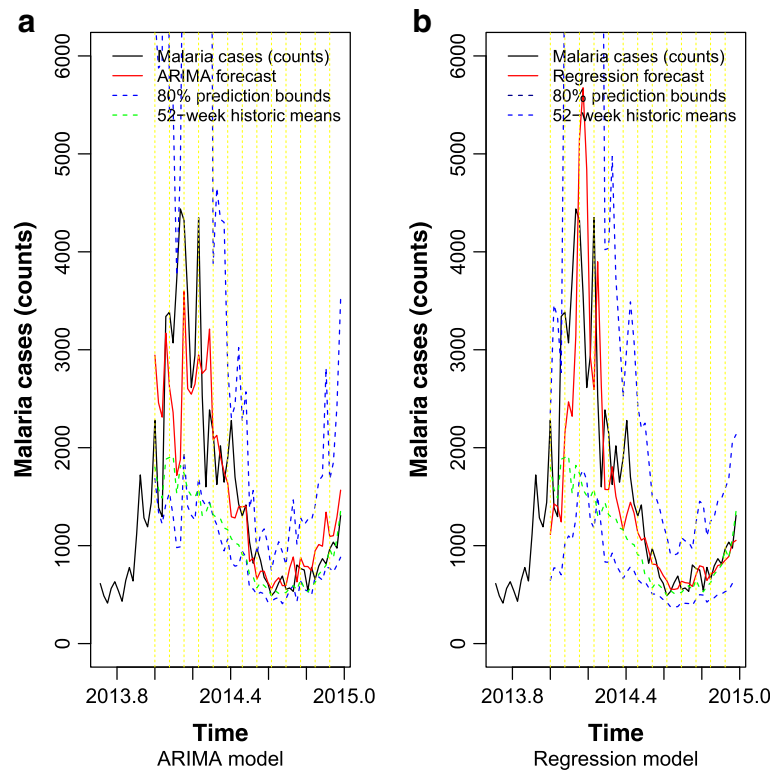 a
Malaria cases (counts)
ARIMA forecast
80% prediction bounds
52-week historic means
6000
5000
4000
3000
2000
1000
0
Malaria cases (counts)
2013.8
2014.4
2015.0
Time
ARIMA model
b
Malaria cases (counts)
Regression forecast
80% prediction bounds
52-week historic means
6000
5000
4000
3000
2000
1000
0
Malaria cases (counts)
2013.8
2014.4
2015.0
Time
Regression model